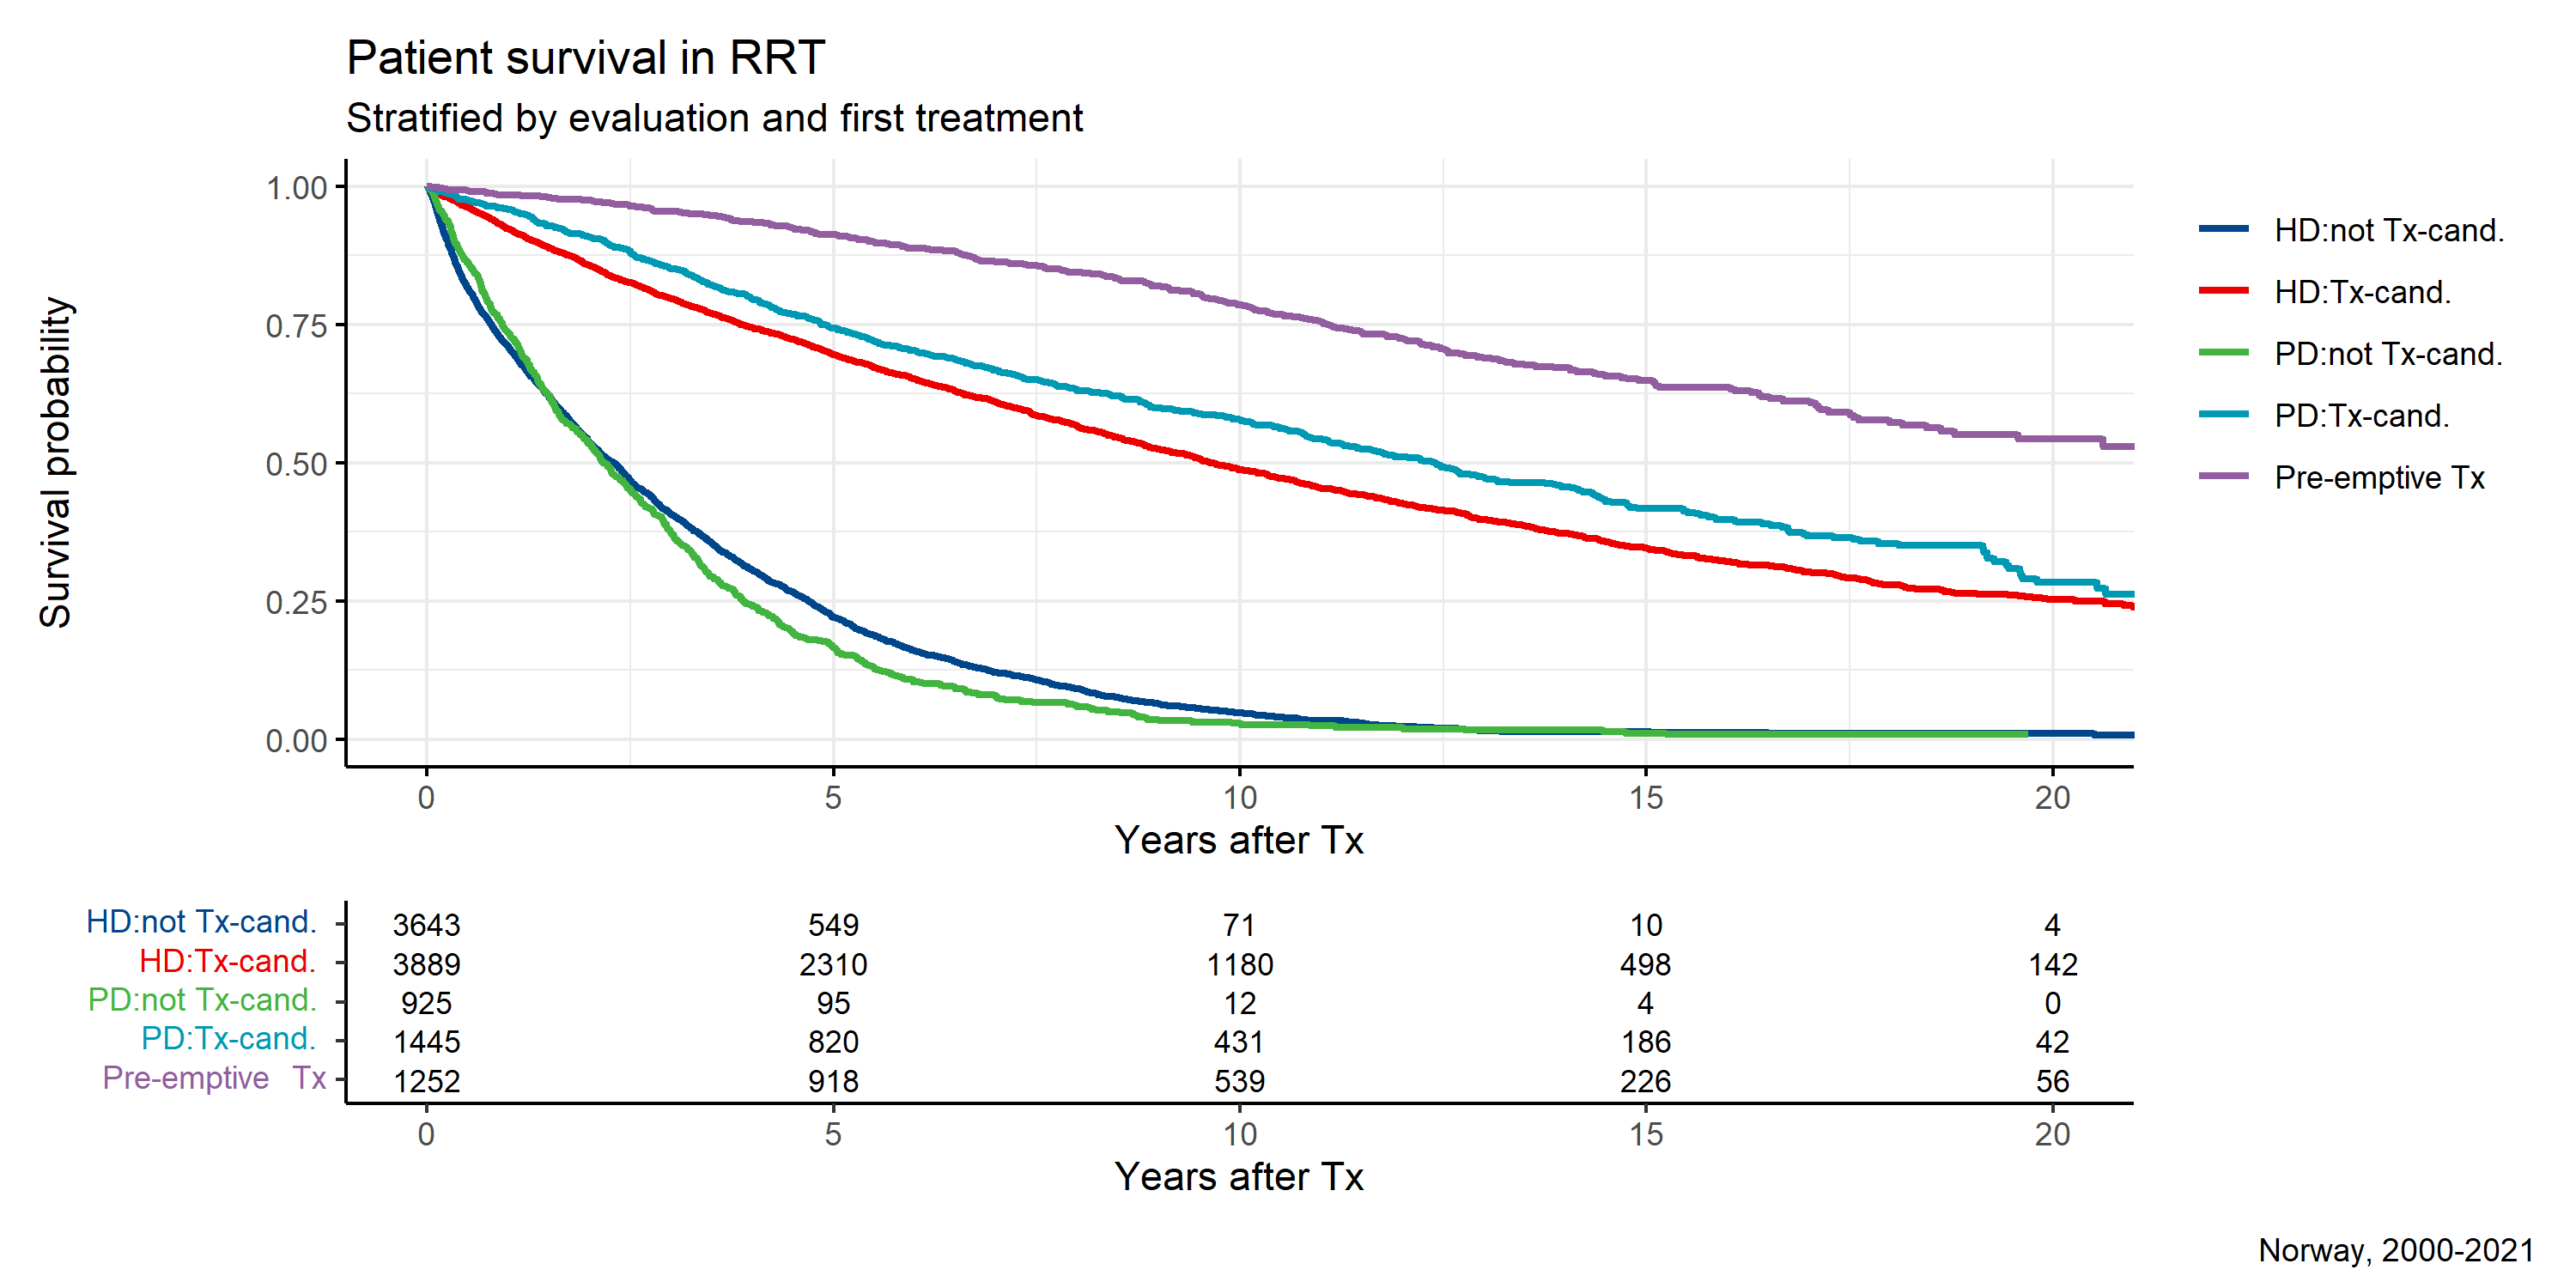 Patient survival in RRT
Stratified by evaluation and first treatment
Survival probability
1.00
0.75
0.50
0.25
0.00
0 5 10 15 20
Years after Tx
HD:not Tx-cand.
HD:Tx-cand.
PD:not Tx-cand.
PD:Tx-cand.
Pre-emptive Tx
HD:not Tx-cand. 3643 549 71 10 4
HD:Tx-cand. 3889 2310 1180 498 142
PD:not Tx-cand. 925 95 12 4 0
PD:Tx-cand. 1445 820 431 186 42
Pre-emptive Tx 1252 918 539 226 56
0 5 10 15 20
Years after Tx
Norway, 2000-2021